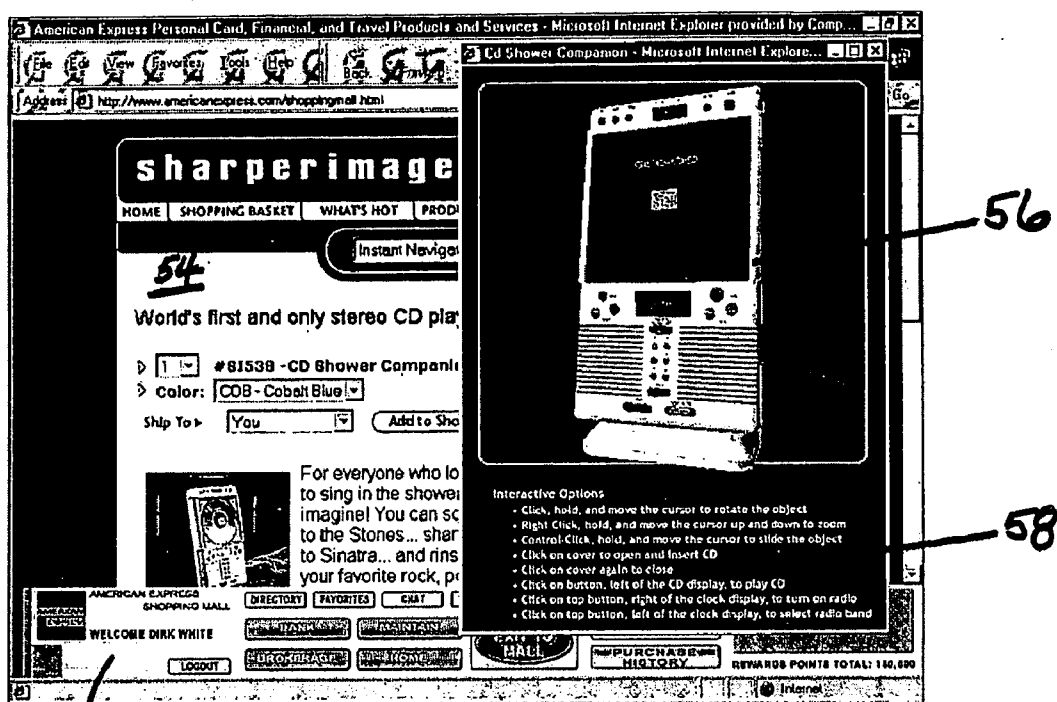 American Express Personal Card, Financial, and Travel Products and Services - Microsoft Internet Explorer provided by Comp...
Cd Shower Companion - Microsoft Internet Explore...
File Edit View Favorites Tools Help
Back
Address http://www.americanexpress.com/shoppingmall.html
Go
sharperimage
HOME SHOPPING BASKET WHAT'S HOT PRODU
Instant Naviga
54
56
World's first and only stereo CD pla
1 #SI538 -CD Shower Compani
Color: COB - Cobalt Blue
Ship To You Add to Sho
For everyone who lo
to sing in the shower
imagine! You can sc
to the Stones... shar
to Sinatra... and rins
your favorite rock, p
Interactive Options
• Click, hold, and move the cursor to rotate the object
• Right Click, hold, and move the cursor up and down to zoom
• Control-Click, hold, and move the cursor to slide the object
• Click on cover to open and Insert CD
• Click on cover again to close
• Click on button, left of the CD display, to play CD
• Click on top button, right of the clock display, to turn on radio
• Click on top button, left of the clock display, to select radio band
58
AMERICAN EXPRESS
SHOPPING MALL
DIRECTORY FAVORITES CHAT
WELCOME DIRK WHITE
BANK MAINTAIN
BROKERAGE HOME
LOGOUT
MALL
PURCHASE
HISTORY
REWARDS POINTS TOTAL: 150,800
Internet